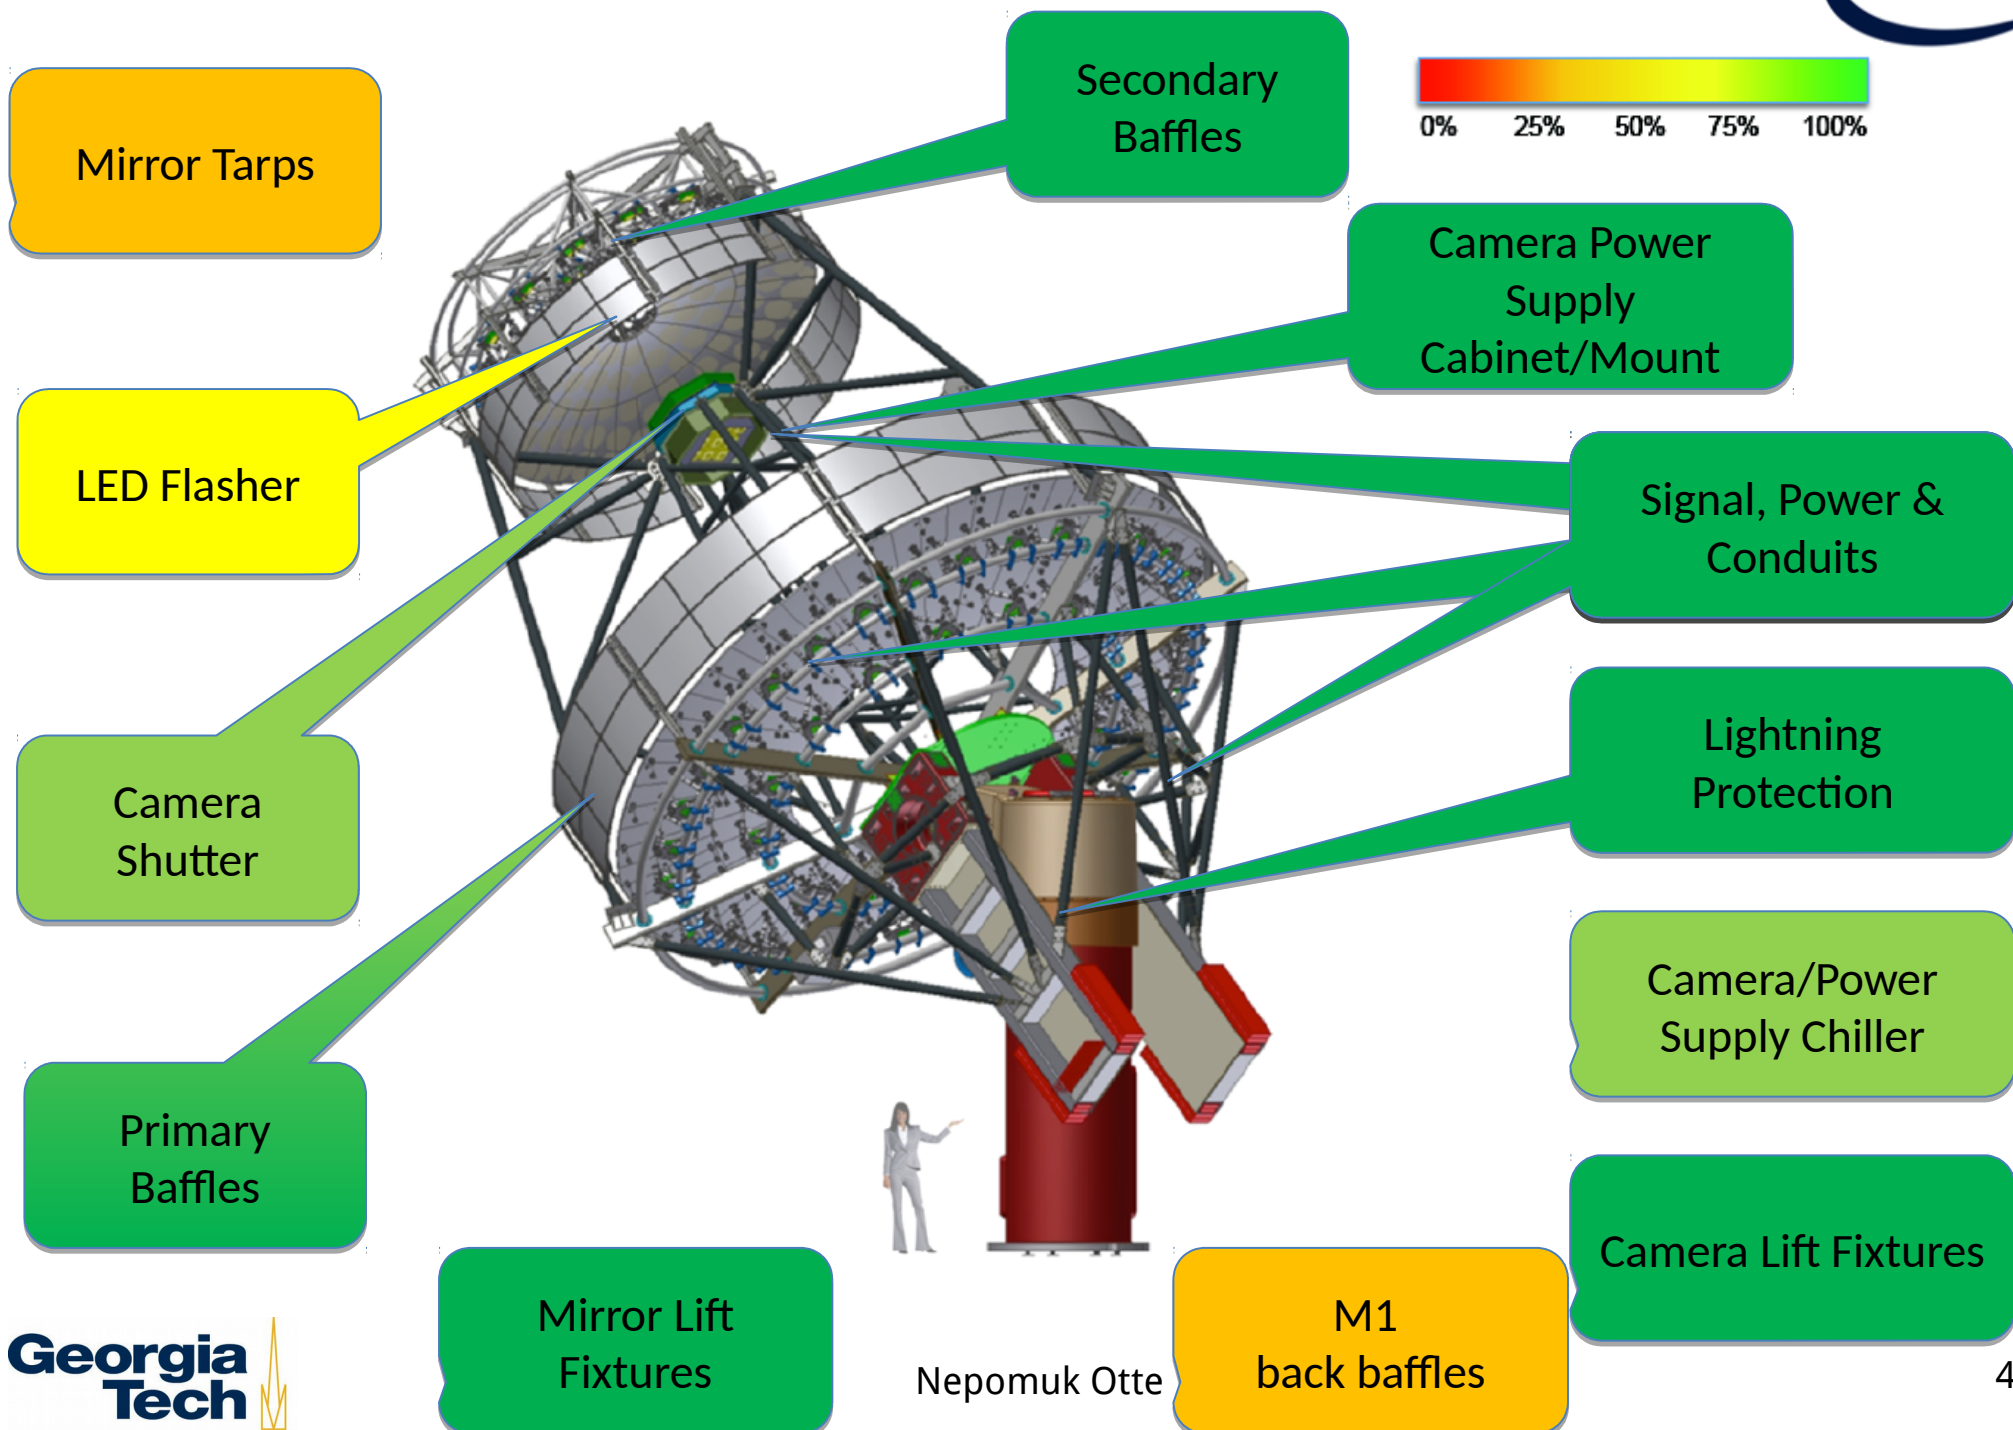 Mirror Tarps
Secondary
Baffles
0% 25% 50% 75% 100%
Camera Power
Supply
Cabinet/Mount
LED Flasher
Signal, Power &
Conduits
Camera
Shutter
Lightning
Protection
Camera/Power
Supply Chiller
Primary
Baffles
Camera Lift Fixtures
Mirror Lift
Fixtures
M1
back baffles
Georgia
Tech
Nepomuk Otte
4